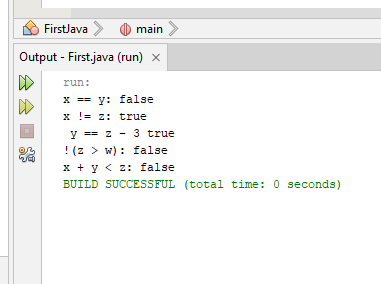 FirstJava main
Output - First.java (run) ×
run:
x == y: false
x != z: true
 y == z - 3 true
!(z > w): false
x + y < z: false
BUILD SUCCESSFUL (total time: 0 seconds)